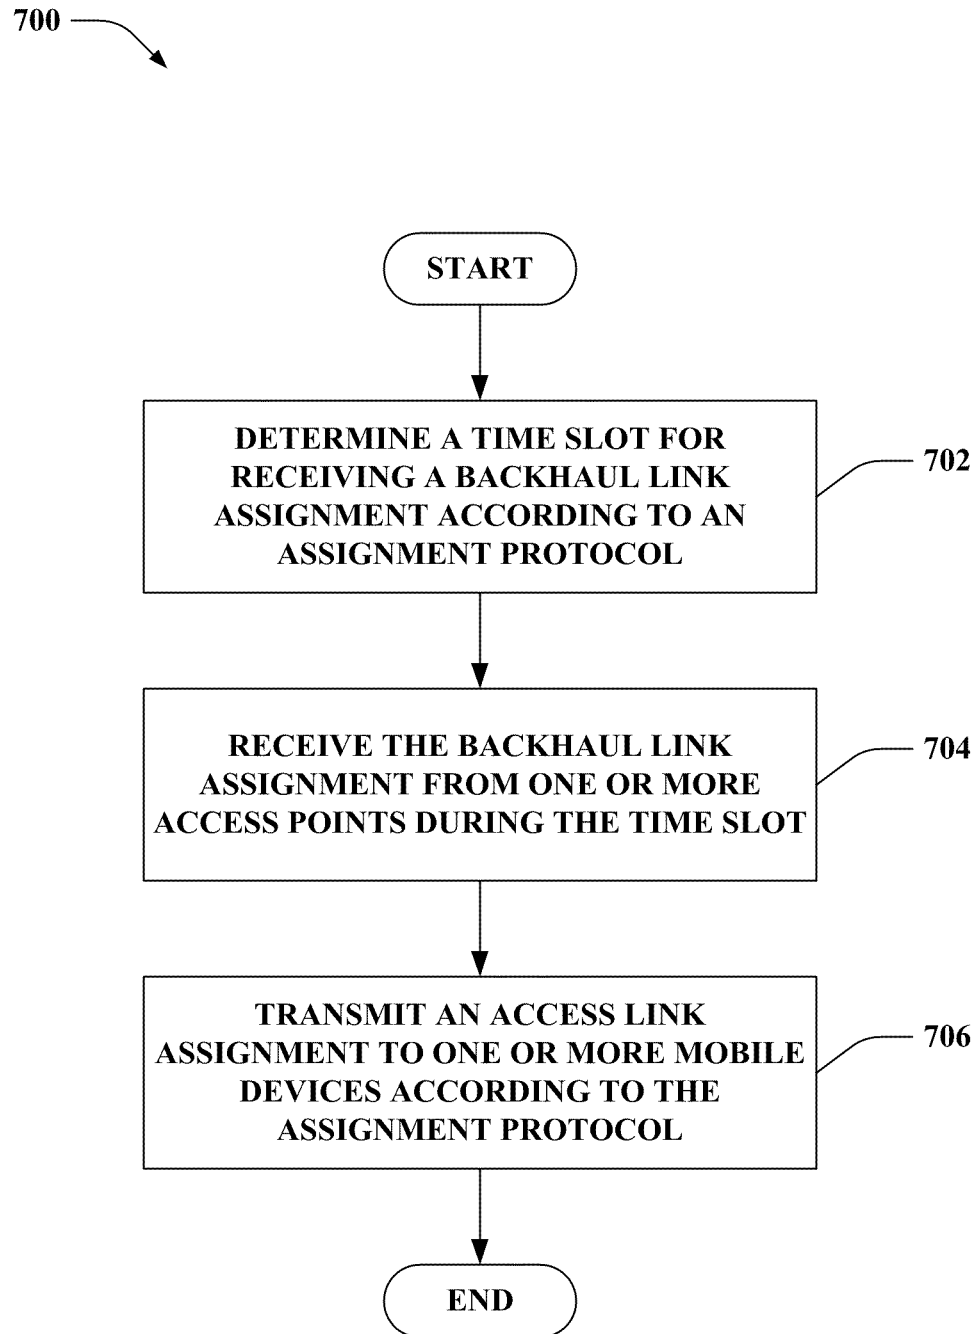 700
START
DETERMINE A TIME SLOT FOR
RECEIVING A BACKHAUL LINK
ASSIGNMENT ACCORDING TO AN
ASSIGNMENT PROTOCOL
702
RECEIVE THE BACKHAUL LINK
ASSIGNMENT FROM ONE OR MORE
ACCESS POINTS DURING THE TIME SLOT
704
TRANSMIT AN ACCESS LINK
ASSIGNMENT TO ONE OR MORE MOBILE
DEVICES ACCORDING TO THE
ASSIGNMENT PROTOCOL
706
END